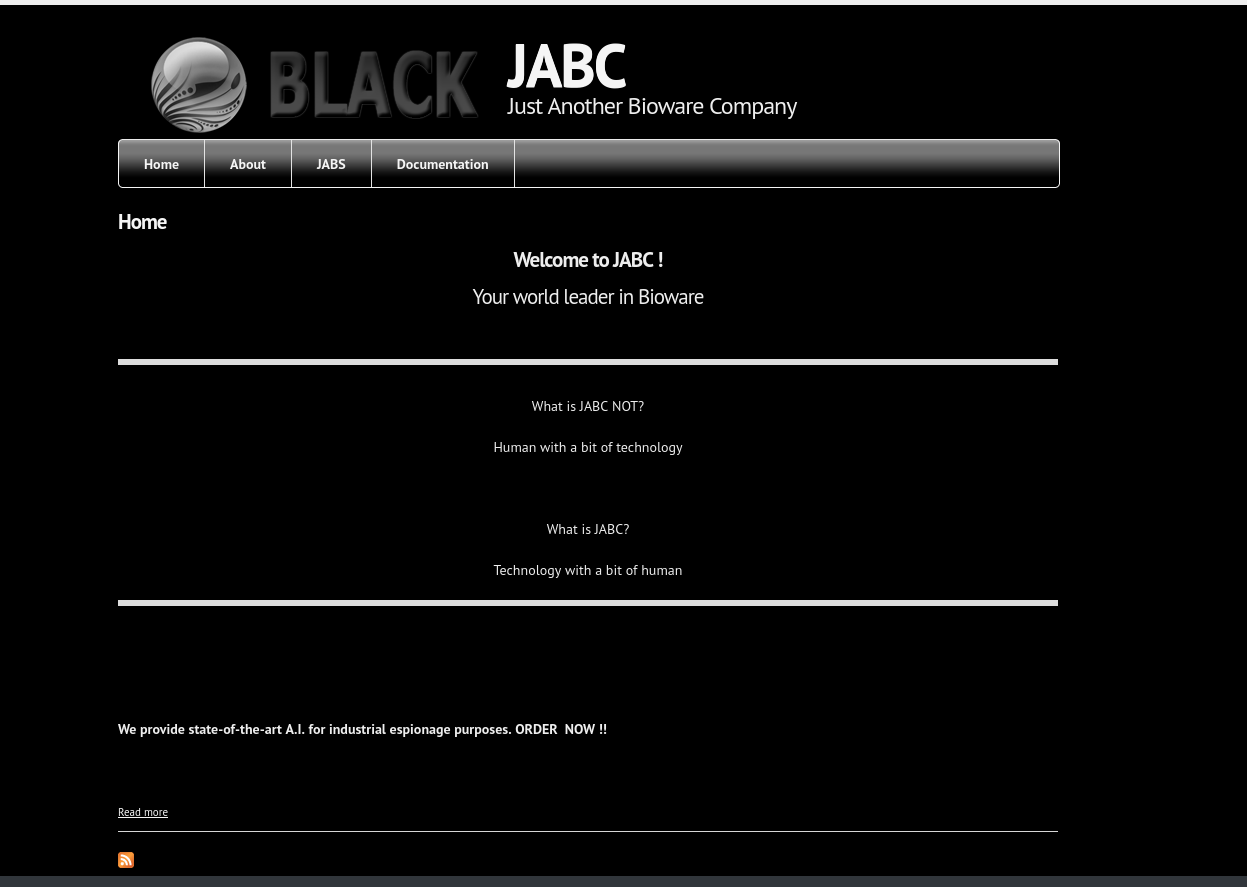 BLACK
JABC
Just Another Bioware Company
Home About JABS Documentation
Home
Welcome to JABC !
Your world leader in Bioware
What is JABC NOT?
Human with a bit of technology
What is JABC?
Technology with a bit of human
We provide state-of-the-art A.I. for industrial espionage purposes. ORDER  NOW !!
Read more